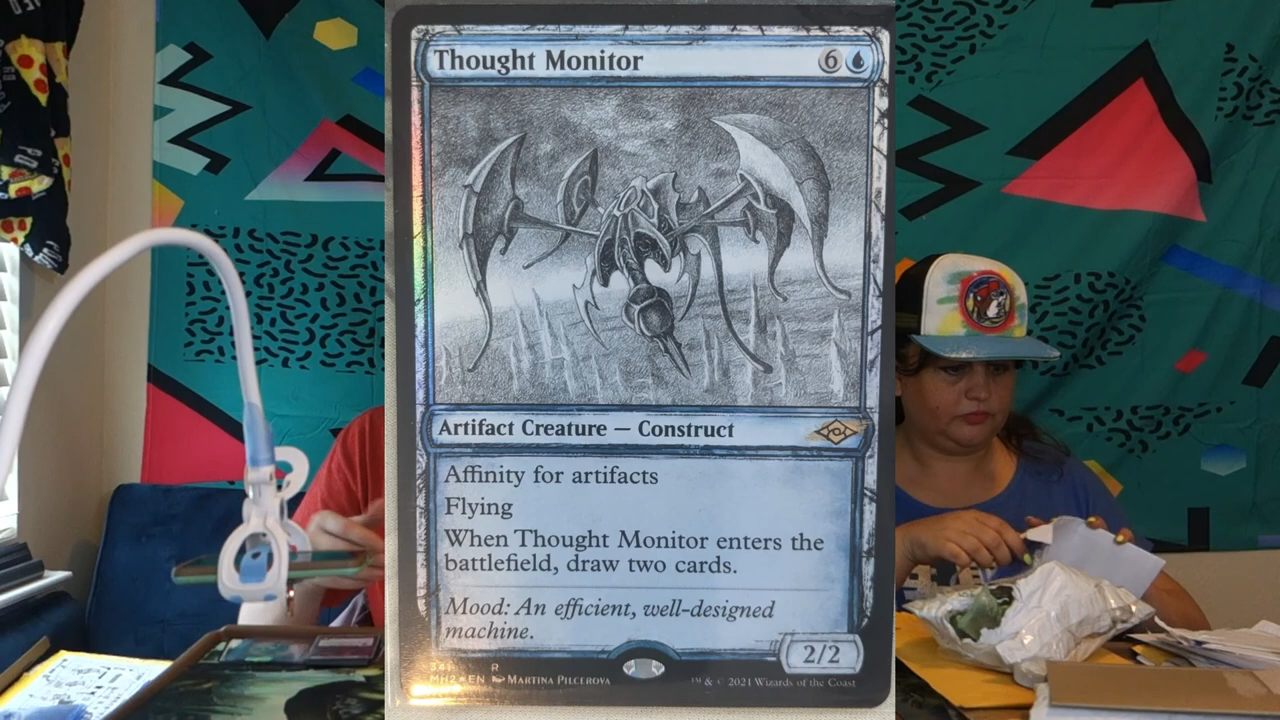 Thought Monitor 6
Artifact Creature — Construct
Affinity for artifacts
Flying
When Thought Monitor enters the
battlefield, draw two cards.
Mood: An efficient, well-designed
machine.
2/2
R
MH2 EN Martina Pilcerova
™ & © 2021 Wizards of the Coast